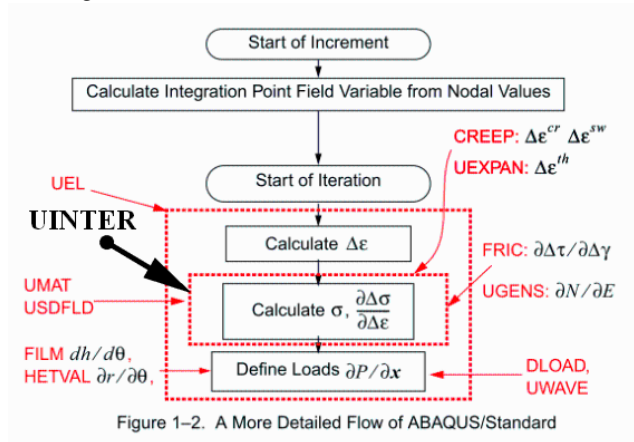 Start of Increment
Calculate Integration Point Field Variable from Nodal Values
CREEP: Δε^cr Δε^sw
UEXPAN: Δε^th
UEL
Start of Iteration
UINTER
Calculate Δε
FRIC: ∂Δτ/∂Δγ
UGENS: ∂N/∂E
UMAT
USDFLD
Calculate σ, ∂Δσ/∂Δε
FILM dh/dθ,
HETVAL ∂r/∂θ,
Define Loads ∂P/∂x
DLOAD,
UWAVE
Figure 1–2. A More Detailed Flow of ABAQUS/Standard